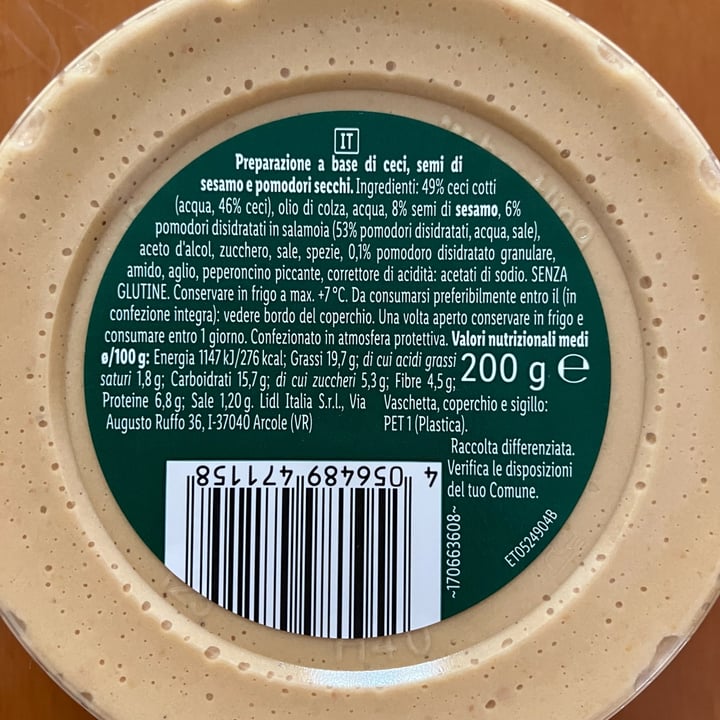 IT
Preparazione a base di ceci, semi di
sesamo e pomodori secchi. Ingredienti: 49% ceci cotti
(acqua, 46% ceci), olio di colza, acqua, 8% semi di sesamo, 6%
pomodori disidratati in salamoia (53% pomodori disidratati, acqua, sale),
aceto d'alcol, zucchero, sale, spezie, 0,1% pomodoro disidratato granulare,
amido, aglio, peperoncino piccante, correttore di acidità: acetati di sodio. SENZA
GLUTINE. Conservare in frigo a max. +7°C. Da consumarsi preferibilmente entro il (in
confezione integra): vedere bordo del coperchio. Una volta aperto conservare in frigo e
consumare entro 1 giorno. Confezionato in atmosfera protettiva. Valori nutrizionali medi
ø/100 g: Energia 1147 kJ/276 kcal; Grassi 19,7 g; di cui acidi grassi
saturi 1,8 g; Carboidrati 15,7 g; di cui zuccheri 5,3 g; Fibre 4,5 g;
200 g ℮
Proteine 6,8 g; Sale 1,20 g. Lidl Italia S.r.l., Via
Augusto Ruffo 36, I-37040 Arcole (VR)
Vaschetta, coperchio e sigillo:
PET 1 (Plastica).
Raccolta differenziata.
Verifica le disposizioni
del tuo Comune.
4 056489 471158
~170663608~
ET0524904B